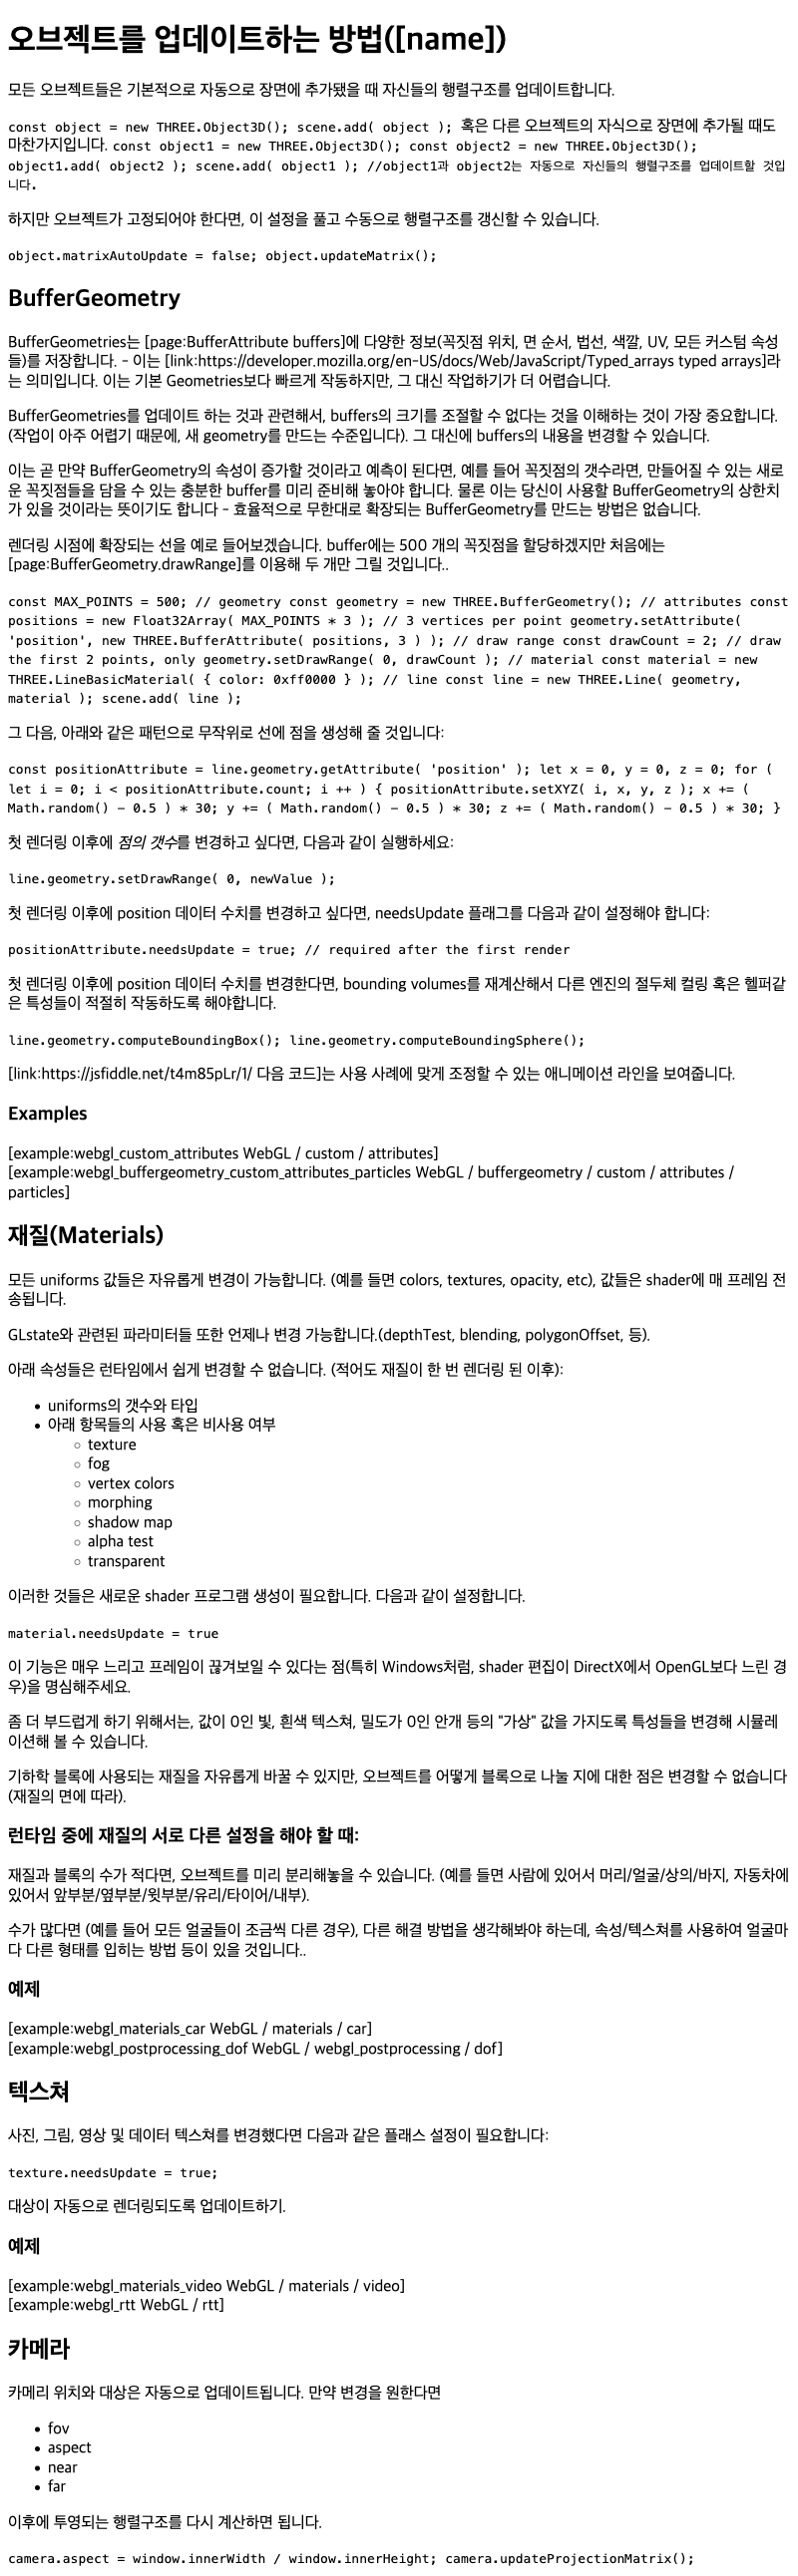 오브젝트를 업데이트하는 방법([name])
모든 오브젝트들은 기본적으로 자동으로 장면에 추가됐을 때 자신들의 행렬구조를 업데이트합니다.
const object = new THREE.Object3D(); scene.add( object ); 혹은 다른 오브젝트의 자식으로 장면에 추가될 때도
마찬가지입니다. const object1 = new THREE.Object3D(); const object2 = new THREE.Object3D();
object1.add( object2 ); scene.add( object1 ); //object1과 object2는 자동으로 자신들의 행렬구조를 업데이트할 것입
니다.
하지만 오브젝트가 고정되어야 한다면, 이 설정을 풀고 수동으로 행렬구조를 갱신할 수 있습니다.
object.matrixAutoUpdate = false; object.updateMatrix();
BufferGeometry
BufferGeometries는 [page:BufferAttribute buffers]에 다양한 정보(꼭짓점 위치, 면 순서, 법선, 색깔, UV, 모든 커스텀 속성
들)를 저장합니다. - 이는 [link:https://developer.mozilla.org/en-US/docs/Web/JavaScript/Typed_arrays typed arrays]라
는 의미입니다. 이는 기본 Geometries보다 빠르게 작동하지만, 그 대신 작업하기가 더 어렵습니다.
BufferGeometries를 업데이트 하는 것과 관련해서, buffers의 크기를 조절할 수 없다는 것을 이해하는 것이 가장 중요합니다.
(작업이 아주 어렵기 때문에, 새 geometry를 만드는 수준입니다). 그 대신에 buffers의 내용을 변경할 수 있습니다.
이는 곧 만약 BufferGeometry의 속성이 증가할 것이라고 예측이 된다면, 예를 들어 꼭짓점의 갯수라면, 만들어질 수 있는 새로
운 꼭짓점들을 담을 수 있는 충분한 buffer를 미리 준비해 놓아야 합니다. 물론 이는 당신이 사용할 BufferGeometry의 상한치
가 있을 것이라는 뜻이기도 합니다 - 효율적으로 무한대로 확장되는 BufferGeometry를 만드는 방법은 없습니다.
렌더링 시점에 확장되는 선을 예로 들어보겠습니다. buffer에는 500 개의 꼭짓점을 할당하겠지만 처음에는
[page:BufferGeometry.drawRange]를 이용해 두 개만 그릴 것입니다..
const MAX_POINTS = 500; // geometry const geometry = new THREE.BufferGeometry(); // attributes const
positions = new Float32Array( MAX_POINTS * 3 ); // 3 vertices per point geometry.setAttribute(
'position', new THREE.BufferAttribute( positions, 3 ) ); // draw range const drawCount = 2; // draw
the first 2 points, only geometry.setDrawRange( 0, drawCount ); // material const material = new
THREE.LineBasicMaterial( { color: 0xff0000 } ); // line const line = new THREE.Line( geometry,
material ); scene.add( line );
그 다음, 아래와 같은 패턴으로 무작위로 선에 점을 생성해 줄 것입니다:
const positionAttribute = line.geometry.getAttribute( 'position' ); let x = 0, y = 0, z = 0; for (
let i = 0; i < positionAttribute.count; i ++ ) { positionAttribute.setXYZ( i, x, y, z ); x += (
Math.random() - 0.5 ) * 30; y += ( Math.random() - 0.5 ) * 30; z += ( Math.random() - 0.5 ) * 30; }
첫 렌더링 이후에 점의 갯수를 변경하고 싶다면, 다음과 같이 실행하세요:
line.geometry.setDrawRange( 0, newValue );
첫 렌더링 이후에 position 데이터 수치를 변경하고 싶다면, needsUpdate 플래그를 다음과 같이 설정해야 합니다:
positionAttribute.needsUpdate = true; // required after the first render
첫 렌더링 이후에 position 데이터 수치를 변경한다면, bounding volumes를 재계산해서 다른 엔진의 절두체 컬링 혹은 헬퍼같
은 특성들이 적절히 작동하도록 해야합니다.
line.geometry.computeBoundingBox(); line.geometry.computeBoundingSphere();
[link:https://jsfiddle.net/t4m85pLr/1/ 다음 코드]는 사용 사례에 맞게 조정할 수 있는 애니메이션 라인을 보여줍니다.
Examples
[example:webgl_custom_attributes WebGL / custom / attributes]
[example:webgl_buffergeometry_custom_attributes_particles WebGL / buffergeometry / custom / attributes /
particles]
재질(Materials)
모든 uniforms 값들은 자유롭게 변경이 가능합니다. (예를 들면 colors, textures, opacity, etc), 값들은 shader에 매 프레임 전
송됩니다.
GLstate와 관련된 파라미터들 또한 언제나 변경 가능합니다.(depthTest, blending, polygonOffset, 등).
아래 속성들은 런타임에서 쉽게 변경할 수 없습니다. (적어도 재질이 한 번 렌더링 된 이후):
uniforms의 갯수와 타입
아래 항목들의 사용 혹은 비사용 여부
texture
fog
vertex colors
morphing
shadow map
alpha test
transparent
이러한 것들은 새로운 shader 프로그램 생성이 필요합니다. 다음과 같이 설정합니다.
material.needsUpdate = true
이 기능은 매우 느리고 프레임이 끊겨보일 수 있다는 점(특히 Windows처럼, shader 편집이 DirectX에서 OpenGL보다 느린 경
우)을 명심해주세요.
좀 더 부드럽게 하기 위해서는, 값이 0인 빛, 흰색 텍스쳐, 밀도가 0인 안개 등의 "가상" 값을 가지도록 특성들을 변경해 시뮬레
이션해 볼 수 있습니다.
기하학 블록에 사용되는 재질을 자유롭게 바꿀 수 있지만, 오브젝트를 어떻게 블록으로 나눌 지에 대한 점은 변경할 수 없습니다
(재질의 면에 따라).
런타임 중에 재질의 서로 다른 설정을 해야 할 때:
재질과 블록의 수가 적다면, 오브젝트를 미리 분리해놓을 수 있습니다. (예를 들면 사람에 있어서 머리/얼굴/상의/바지, 자동차에
있어서 앞부분/옆부분/윗부분/유리/타이어/내부).
수가 많다면 (예를 들어 모든 얼굴들이 조금씩 다른 경우), 다른 해결 방법을 생각해봐야 하는데, 속성/텍스쳐를 사용하여 얼굴마
다 다른 형태를 입히는 방법 등이 있을 것입니다..
예제
[example:webgl_materials_car WebGL / materials / car]
[example:webgl_postprocessing_dof WebGL / webgl_postprocessing / dof]
텍스쳐
사진, 그림, 영상 및 데이터 텍스쳐를 변경했다면 다음과 같은 플래스 설정이 필요합니다:
texture.needsUpdate = true;
대상이 자동으로 렌더링되도록 업데이트하기.
예제
[example:webgl_materials_video WebGL / materials / video]
[example:webgl_rtt WebGL / rtt]
카메라
카메리 위치와 대상은 자동으로 업데이트됩니다. 만약 변경을 원한다면
fov
aspect
near
far
이후에 투영되는 행렬구조를 다시 계산하면 됩니다.
camera.aspect = window.innerWidth / window.innerHeight; camera.updateProjectionMatrix();